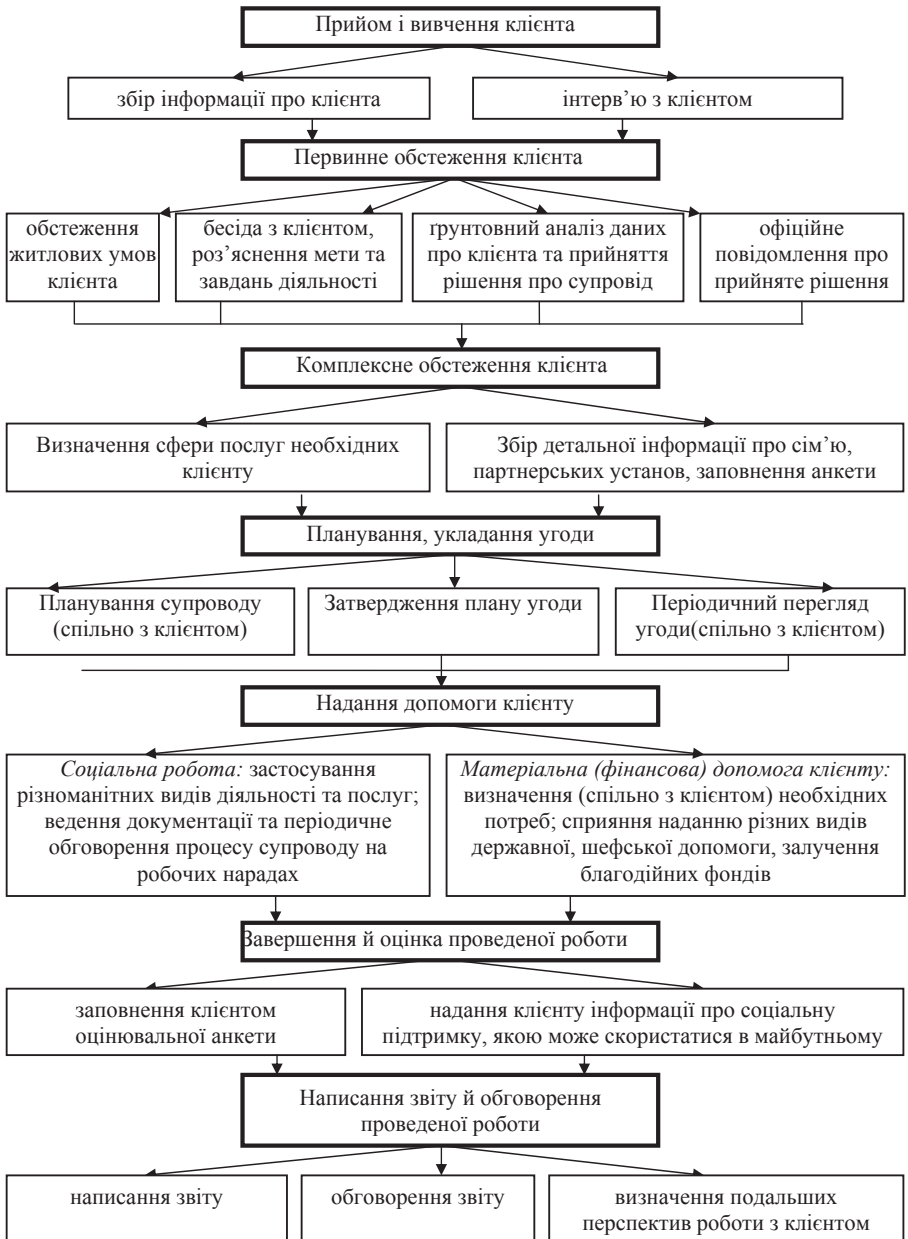 Прийом і вивчення клієнта
збір інформації про клієнта
інтерв’ю з клієнтом
Первинне обстеження клієнта
обстеження
житлових умов
клієнта
бесіда з клієнтом,
роз’яснення мети та
завдань діяльності
ґрунтовний аналіз даних
про клієнта та прийняття
рішення про супровід
офіційне
повідомлення про
прийняте рішення
Комплексне обстеження клієнта
Визначення сфери послуг необхідних
клієнту
Збір детальної інформації про сім’ю,
партнерських установ, заповнення анкети
Планування, укладання угоди
Планування супроводу
(спільно з клієнтом)
Затвердження плану угоди
Періодичний перегляд
угоди(спільно з клієнтом)
Надання допомоги клієнту
Соціальна робота: застосування
різноманітних видів діяльності та послуг;
ведення документації та періодичне
обговорення процесу супроводу на
робочих нарадах
Матеріальна (фінансова) допомога клієнту:
визначення (спільно з клієнтом) необхідних
потреб; сприяння наданню різних видів
державної, шефської допомоги, залучення
благодійних фондів
Завершення й оцінка проведеної роботи
заповнення клієнтом
оцінювальної анкети
надання клієнту інформації про соціальну
підтримку, якою може скористатися в майбутньому
Написання звіту й обговорення
проведеної роботи
написання звіту
обговорення звіту
визначення подальших
перспектив роботи з клієнтом